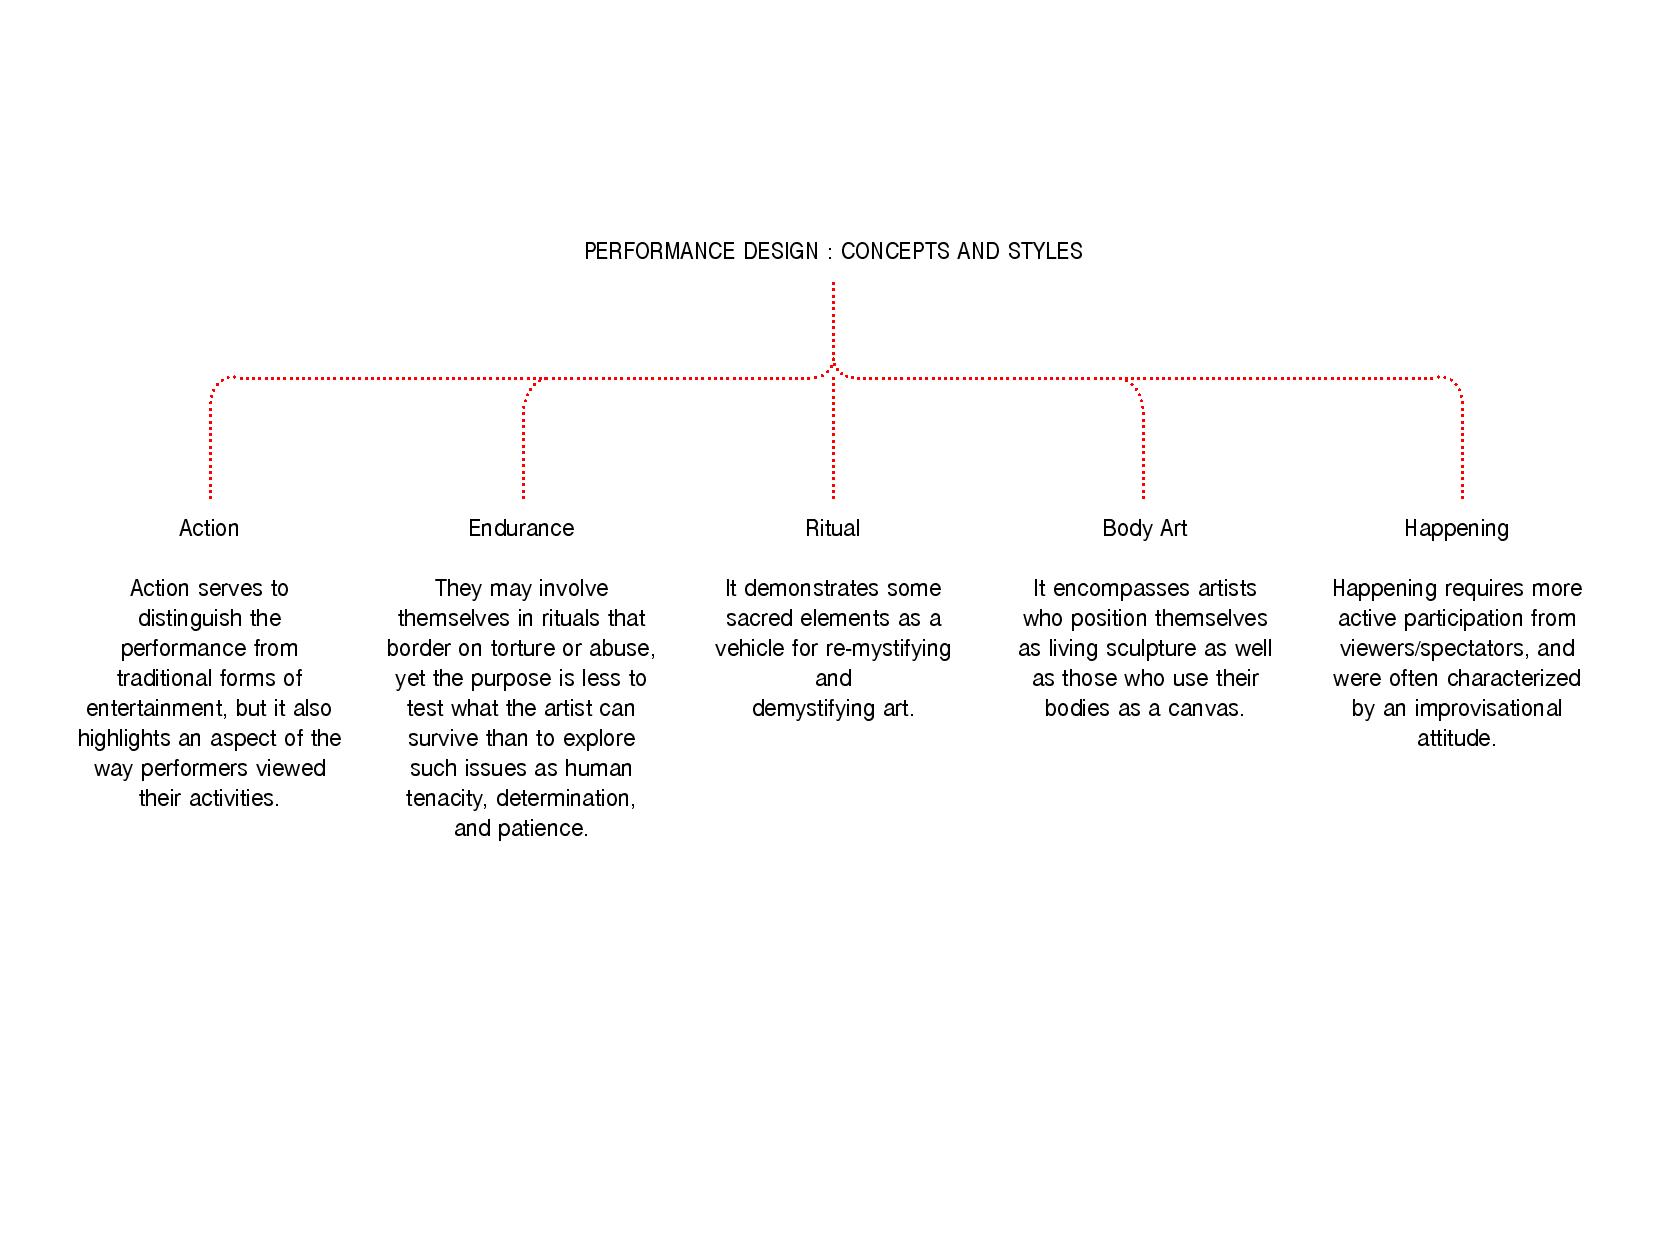 PERFORMANCE DESIGN : CONCEPTS AND STYLES
Action
Action serves to
distinguish the
performance from
traditional forms of
entertainment, but it also
highlights an aspect of the
way performers viewed
their activities.
Endurance
They may involve
themselves in rituals that
border on torture or abuse,
yet the purpose is less to
test what the artist can
survive than to explore
such issues as human
tenacity, determination,
and patience.
Ritual
It demonstrates some
sacred elements as a
vehicle for re-mystifying
and
demystifying art.
Body Art
It encompasses artists
who position themselves
as living sculpture as well
as those who use their
bodies as a canvas.
Happening
Happening requires more
active participation from
viewers/spectators, and
were often characterized
by an improvisational
attitude.